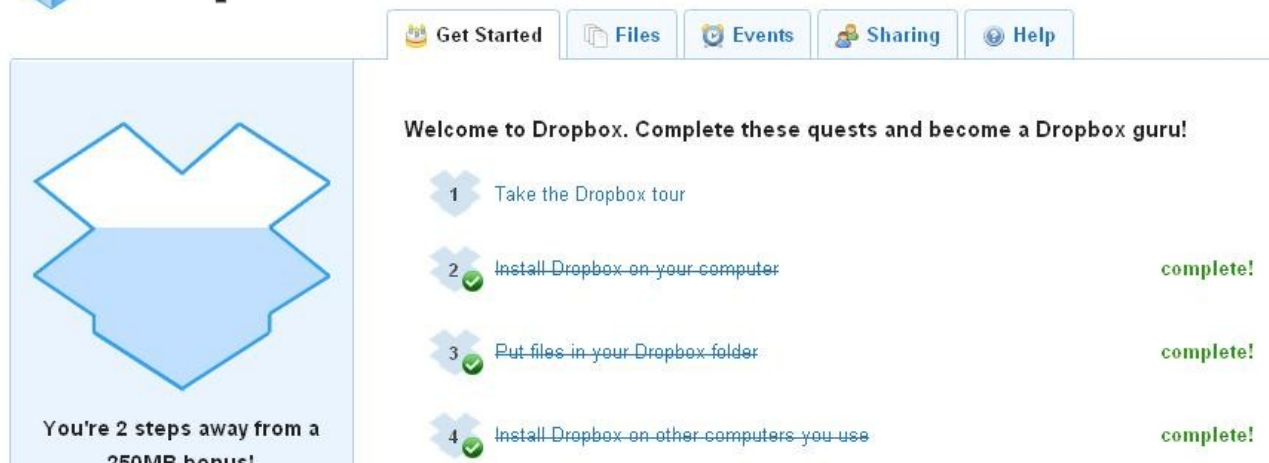 Get Started Files Events Sharing Help
Welcome to Dropbox. Complete these quests and become a Dropbox guru!
1 Take the Dropbox tour
2 Install Dropbox on your computer complete!
3 Put files in your Dropbox folder complete!
4 Install Dropbox on other computers you use complete!
You're 2 steps away from a
250MB bonus!